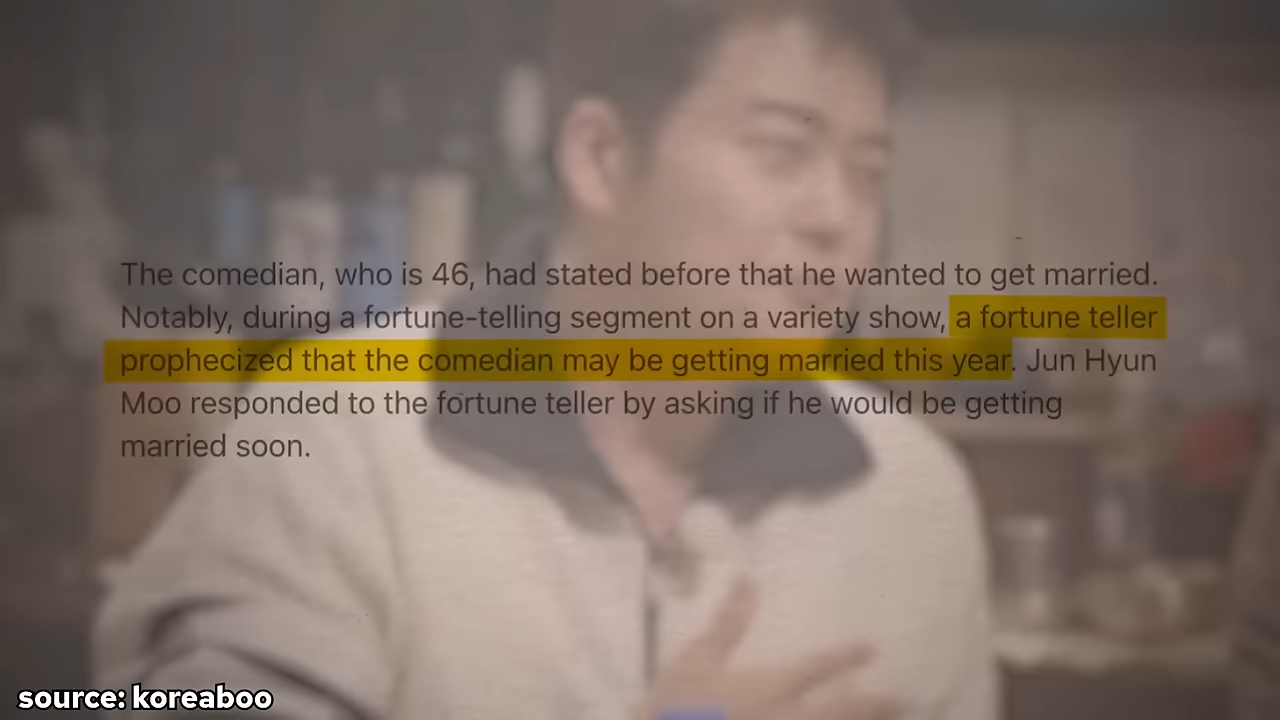 The comedian, who is 46, had stated before that he wanted to get married.
Notably, during a fortune-telling segment on a variety show, a fortune teller
prophecized that the comedian may be getting married this year. Jun Hyun
Moo responded to the fortune teller by asking if he would be getting
married soon.
source: koreaboo